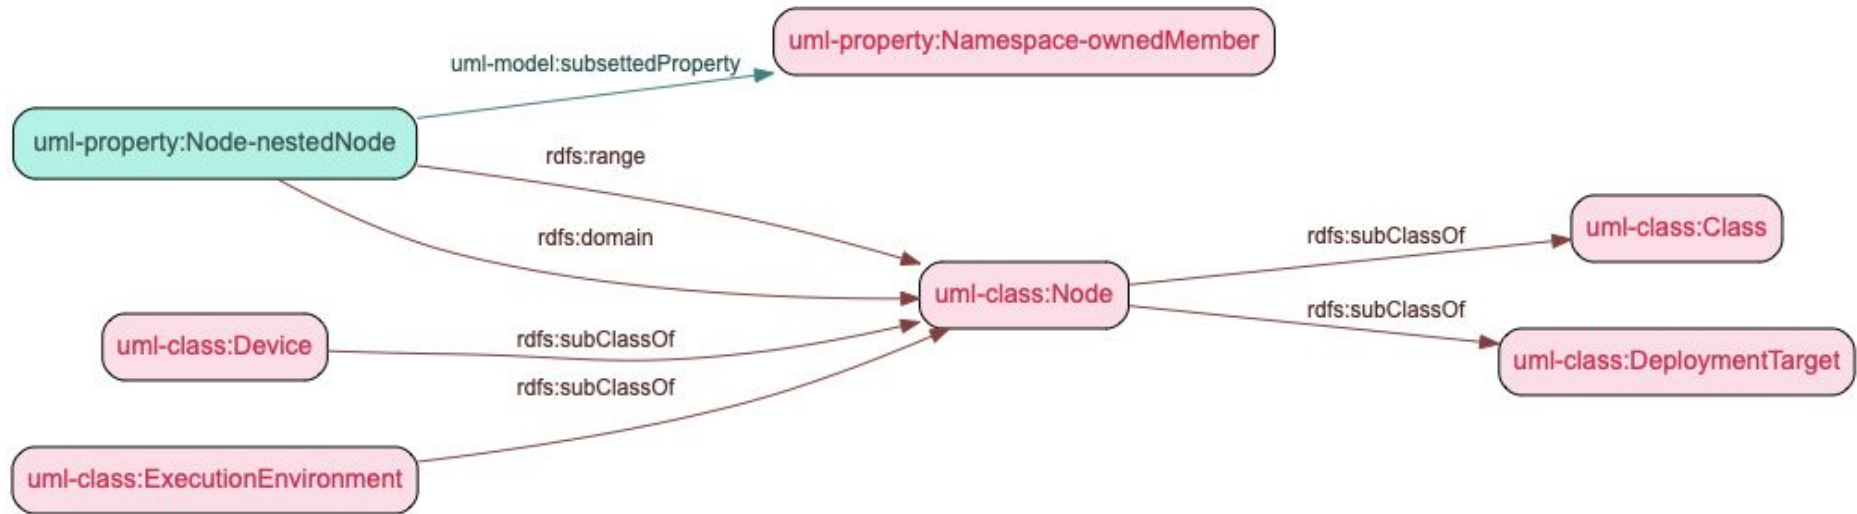 uml-property:Namespace-ownedMember
uml-model:subsettedProperty
uml-property:Node-nestedNode
rdfs:range
rdfs:domain
rdfs:subClassOf
uml-class:Class
uml-class:Node
rdfs:subClassOf
uml-class:DeploymentTarget
uml-class:Device
rdfs:subClassOf
rdfs:subClassOf
uml-class:ExecutionEnvironment